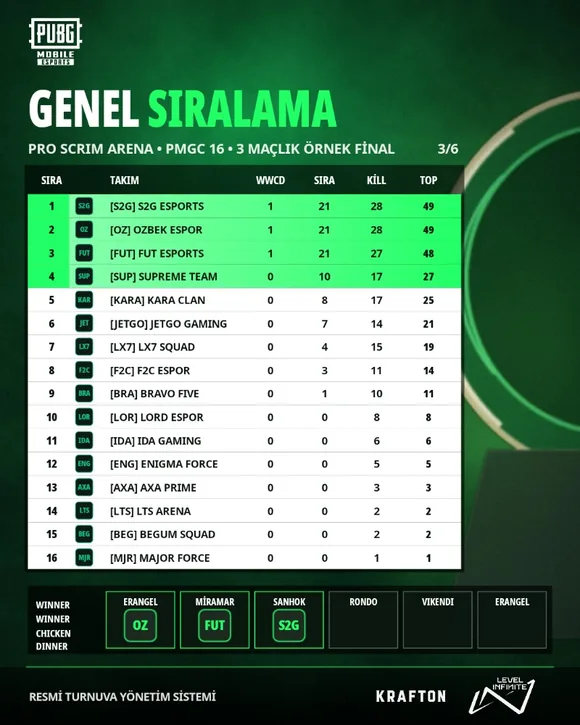 PUBG
MOBILE
ESPORTS
GENEL SIRALAMA
PRO SCRIM ARENA • PMGC 16 • 3 MAÇLIK ÖRNEK FİNAL 3/6
SIRA TAKIM WWCD SIRA KİLL TOP
1 S2G [S2G] S2G ESPORTS 1 21 28 49
2 OZ [OZ] OZBEK ESPOR 1 21 28 49
3 FUT [FUT] FUT ESPORTS 1 21 27 48
4 SUP [SUP] SUPREME TEAM 0 10 17 27
5 KAR [KARA] KARA CLAN 0 8 17 25
6 JET [JETGO] JETGO GAMING 0 7 14 21
7 LX7 [LX7] LX7 SQUAD 0 4 15 19
8 F2C [F2C] F2C ESPOR 0 3 11 14
9 BRA [BRA] BRAVO FIVE 0 1 10 11
10 LOR [LOR] LORD ESPOR 0 0 8 8
11 IDA [IDA] IDA GAMING 0 0 6 6
12 ENG [ENG] ENIGMA FORCE 0 0 5 5
13 AXA [AXA] AXA PRIME 0 0 3 3
14 LTS [LTS] LTS ARENA 0 0 2 2
15 BEG [BEG] BEGUM SQUAD 0 0 2 2
16 MJR [MJR] MAJOR FORCE 0 0 1 1
WINNER
WINNER
CHICKEN
DINNER
ERANGEL MİRAMAR SANHOK RONDO VIKENDI ERANGEL
OZ FUT S2G
RESMİ TURNUVA YÖNETİM SİSTEMİ
KRAFTON
LEVEL
INFINITE